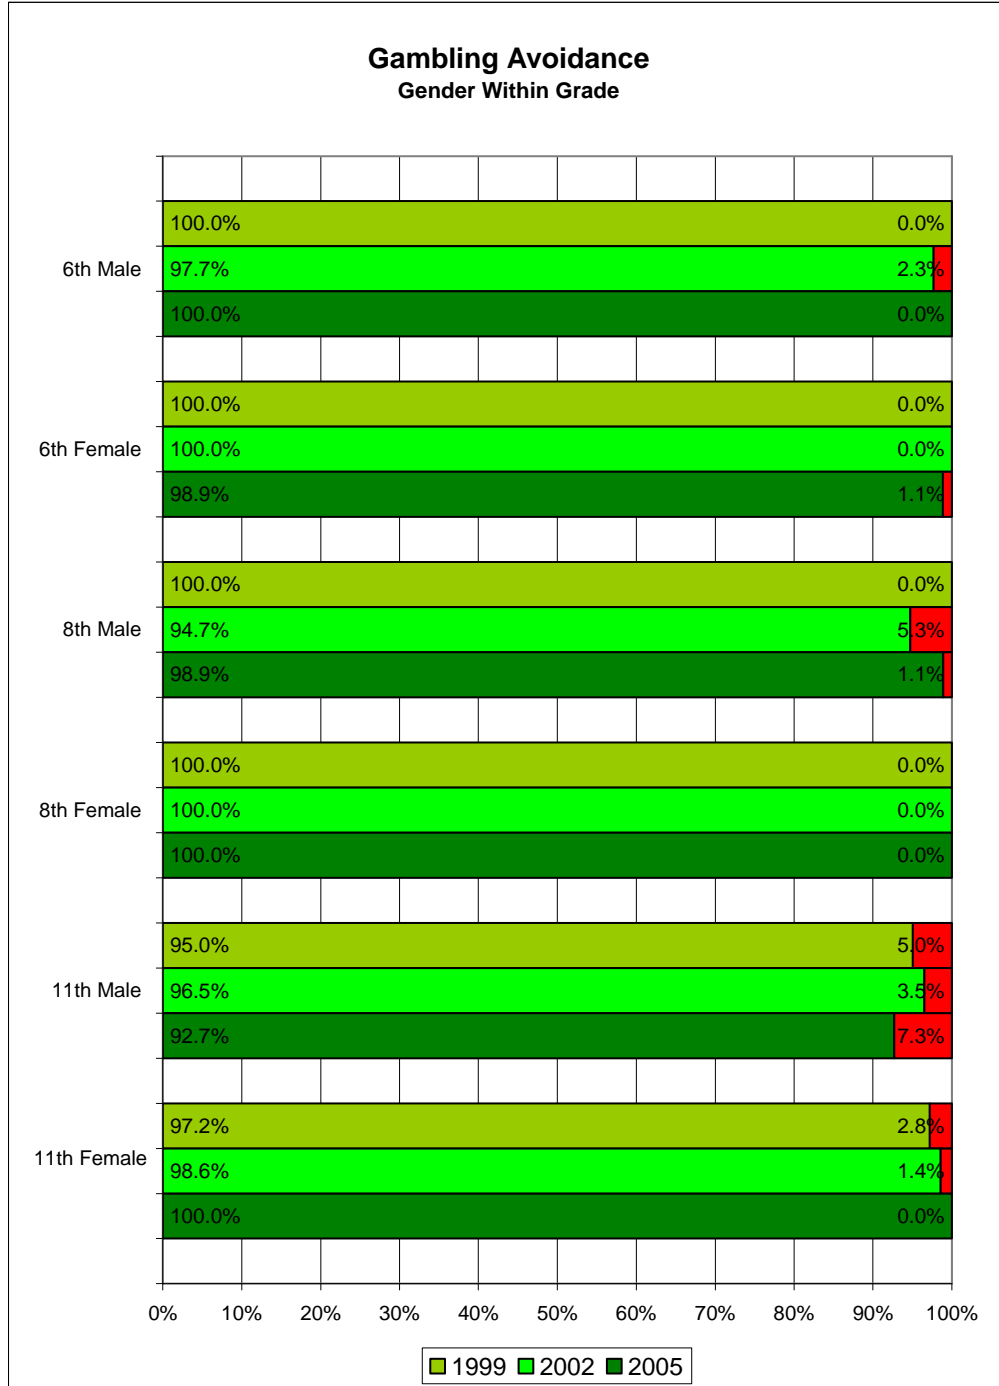 Gambling Avoidance
Gender Within Grade
100.0% 0.0%
6th Male 97.7% 2.3%
100.0% 0.0%
100.0% 0.0%
6th Female 100.0% 0.0%
98.9% 1.1%
100.0% 0.0%
8th Male 94.7% 5.3%
98.9% 1.1%
100.0% 0.0%
8th Female 100.0% 0.0%
100.0% 0.0%
95.0% 5.0%
11th Male 96.5% 3.5%
92.7% 7.3%
97.2% 2.8%
11th Female 98.6% 1.4%
100.0% 0.0%
0% 10% 20% 30% 40% 50% 60% 70% 80% 90% 100%
1999 2002 2005